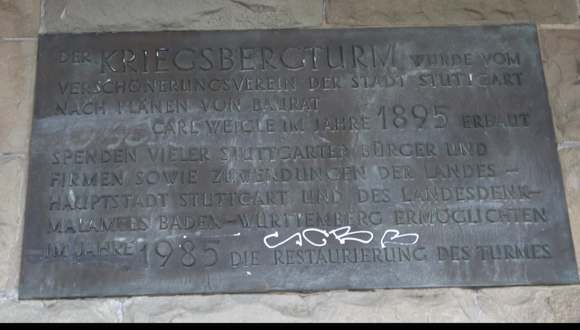 DER KRIEGSBERGTURM WURDE VOM
VERSCHÖNERUNGSVEREIN DER STADT STUTTGART
NACH PLÄNEN VON BAURAT
CARL WEIGLE IM JAHRE 1895 ERBAUT
SPENDEN VIELER STUTTGARTER BÜRGER UND
FIRMEN SOWIE ZUWENDUNGEN DER LANDES-
HAUPTSTADT STUTTGART UND DES LANDESDENK-
MALAMTES BADEN-WÜRTTEMBERG ERMÖGLICHTEN
IM JAHRE 1985 DIE RESTAURIERUNG DES TURMES